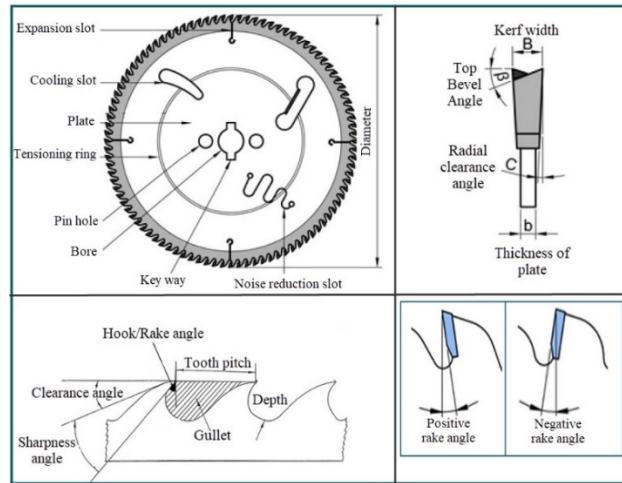 Expansion slot
Cooling slot
Plate
Tensioning ring
Pin hole
Bore
Key way
Noise reduction slot
Diameter
Kerf width
B
Top
Bevel
Angle
β
Radial
clearance
angle
C
b
Thickness of
plate
Hook/Rake angle
Tooth pitch
Clearance angle
Depth
Sharpness
angle
Gullet
Positive
rake angle
Negative
rake angle